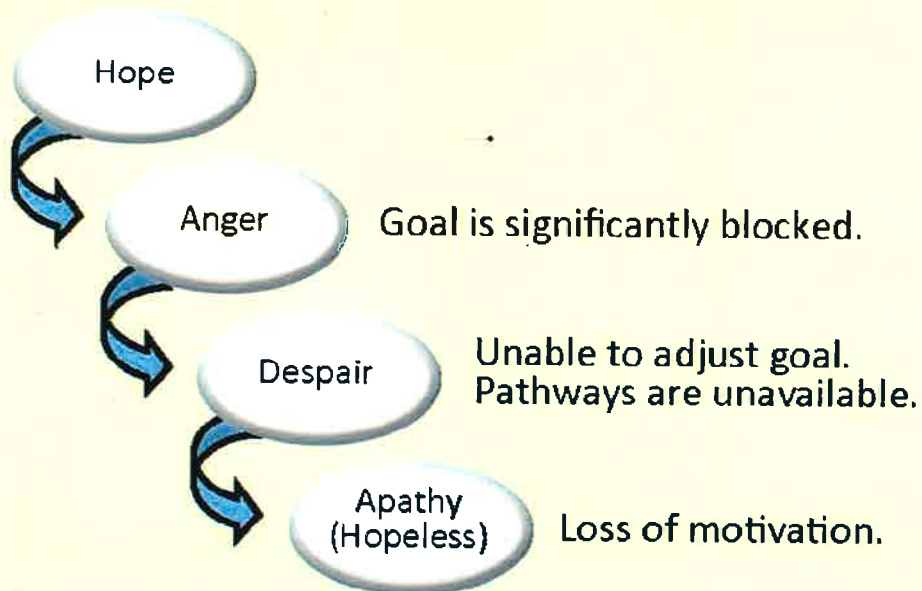 Hope
Anger
Goal is significantly blocked.
Despair
Unable to adjust goal.
Pathways are unavailable.
Apathy
(Hopeless)
Loss of motivation.